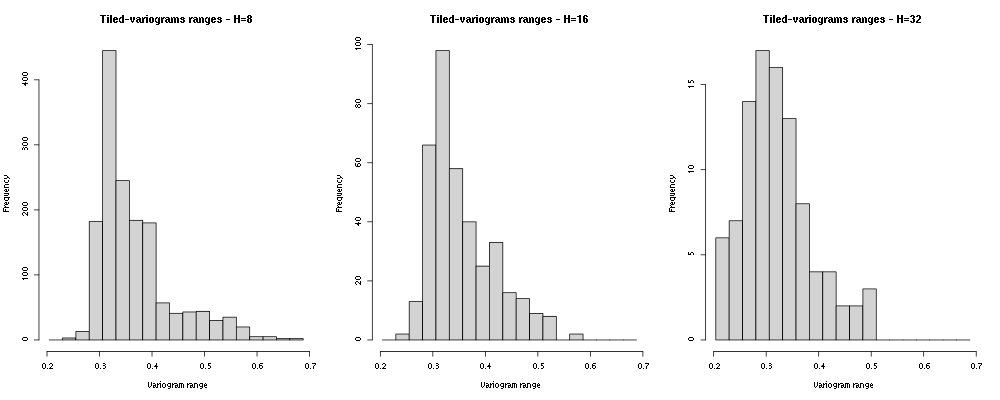 Tiled-variograms ranges - H=8
Frequency
400
300
200
100
0
0.2 0.3 0.4 0.5 0.6 0.7
Variogram range
Tiled-variograms ranges - H=16
Frequency
100
80
60
40
20
0
0.2 0.3 0.4 0.5 0.6 0.7
Variogram range
Tiled-variograms ranges - H=32
Frequency
15
10
5
0
0.2 0.3 0.4 0.5 0.6 0.7
Variogram range